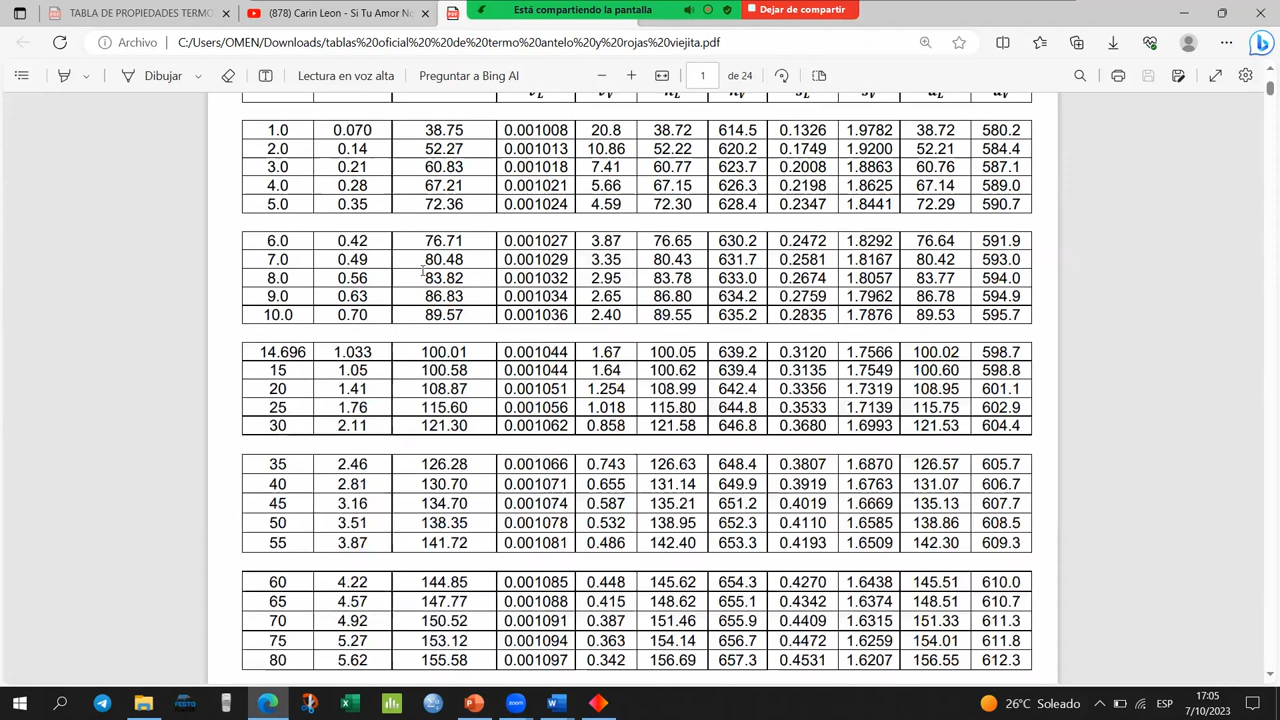 TABLA DE PROPIEDADES TERMO
(878) Carin Leon - Si Tu Amor No
Está compartiendo la pantalla
Dejar de compartir
Archivo
C:/Users/OMEN/Downloads/tablas%20oficial%20%20de%20termo%20antelo%20y%20rojas%20viejita.pdf
Dibujar
Lectura en voz alta
Preguntar a Bing AI
1 de 24
1.0 0.070 38.75 0.001008 20.8 38.72 614.5 0.1326 1.9782 38.72 580.2
2.0 0.14 52.27 0.001013 10.86 52.22 620.2 0.1749 1.9200 52.21 584.4
3.0 0.21 60.83 0.001018 7.41 60.77 623.7 0.2008 1.8863 60.76 587.1
4.0 0.28 67.21 0.001021 5.66 67.15 626.3 0.2198 1.8625 67.14 589.0
5.0 0.35 72.36 0.001024 4.59 72.30 628.4 0.2347 1.8441 72.29 590.7
6.0 0.42 76.71 0.001027 3.87 76.65 630.2 0.2472 1.8292 76.64 591.9
7.0 0.49 80.48 0.001029 3.35 80.43 631.7 0.2581 1.8167 80.42 593.0
8.0 0.56 83.82 0.001032 2.95 83.78 633.0 0.2674 1.8057 83.77 594.0
9.0 0.63 86.83 0.001034 2.65 86.80 634.2 0.2759 1.7962 86.78 594.9
10.0 0.70 89.57 0.001036 2.40 89.55 635.2 0.2835 1.7876 89.53 595.7
14.696 1.033 100.01 0.001044 1.67 100.05 639.2 0.3120 1.7566 100.02 598.7
15 1.05 100.58 0.001044 1.64 100.62 639.4 0.3135 1.7549 100.60 598.8
20 1.41 108.87 0.001051 1.254 108.99 642.4 0.3356 1.7319 108.95 601.1
25 1.76 115.60 0.001056 1.018 115.80 644.8 0.3533 1.7139 115.75 602.9
30 2.11 121.30 0.001062 0.858 121.58 646.8 0.3680 1.6993 121.53 604.4
35 2.46 126.28 0.001066 0.743 126.63 648.4 0.3807 1.6870 126.57 605.7
40 2.81 130.70 0.001071 0.655 131.14 649.9 0.3919 1.6763 131.07 606.7
45 3.16 134.70 0.001074 0.587 135.21 651.2 0.4019 1.6669 135.13 607.7
50 3.51 138.35 0.001078 0.532 138.95 652.3 0.4110 1.6585 138.86 608.5
55 3.87 141.72 0.001081 0.486 142.40 653.3 0.4193 1.6509 142.30 609.3
60 4.22 144.85 0.001085 0.448 145.62 654.3 0.4270 1.6438 145.51 610.0
65 4.57 147.77 0.001088 0.415 148.62 655.1 0.4342 1.6374 148.51 610.7
70 4.92 150.52 0.001091 0.387 151.46 655.9 0.4409 1.6315 151.33 611.3
75 5.27 153.12 0.001094 0.363 154.14 656.7 0.4472 1.6259 154.01 611.8
80 5.62 155.58 0.001097 0.342 156.69 657.3 0.4531 1.6207 156.55 612.3
26°C Soleado
ESP
17:05
7/10/2023